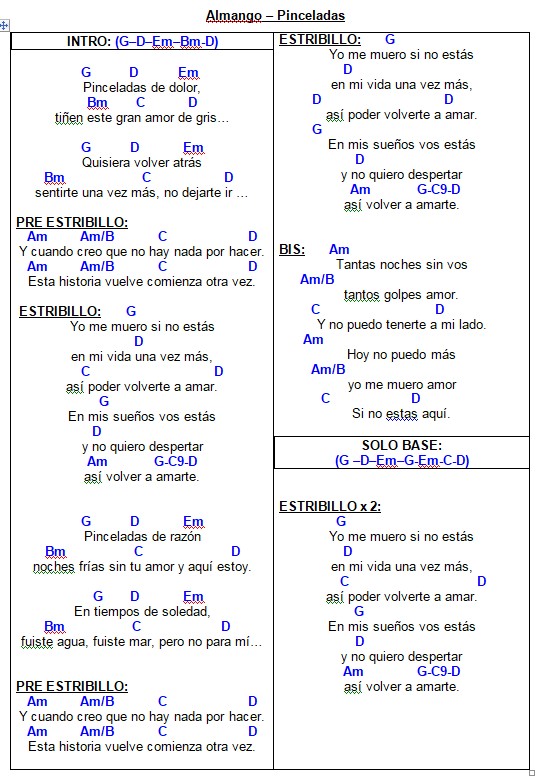 Almango – Pinceladas
INTRO: (G–D–Em–Bm-D)
G D Em
Pinceladas de dolor,
Bm C D
tiñen este gran amor de gris…
G D Em
Quisiera volver atrás
Bm C D
sentirte una vez más, no dejarte ir …
PRE ESTRIBILLO:
Am Am/B C D
Y cuando creo que no hay nada por hacer.
Am Am/B C D
Esta historia vuelve comienza otra vez.
ESTRIBILLO: G
Yo me muero si no estás
D
en mi vida una vez más,
C D
así poder volverte a amar.
G
En mis sueños vos estás
D
y no quiero despertar
Am G-C9-D
así volver a amarte.
G D Em
Pinceladas de razón
Bm C D
noches frías sin tu amor y aquí estoy.
G D Em
En tiempos de soledad,
Bm C D
fuiste agua, fuiste mar, pero no para mí…
PRE ESTRIBILLO:
Am Am/B C D
Y cuando creo que no hay nada por hacer.
Am Am/B C D
Esta historia vuelve comienza otra vez.
ESTRIBILLO: G
Yo me muero si no estás
D
en mi vida una vez más,
D D
así poder volverte a amar.
G
En mis sueños vos estás
D
y no quiero despertar
Am G-C9-D
así volver a amarte.
BIS: Am
Tantas noches sin vos
Am/B
tantos golpes amor.
C D
Y no puedo tenerte a mi lado.
Am
Hoy no puedo más
Am/B
yo me muero amor
C D
Si no estas aquí.
SOLO BASE:
(G –D–Em–G-Em-C-D)
ESTRIBILLO x 2:
G
Yo me muero si no estás
D
en mi vida una vez más,
C D
así poder volverte a amar.
G
En mis sueños vos estás
D
y no quiero despertar
Am G-C9-D
así volver a amarte.